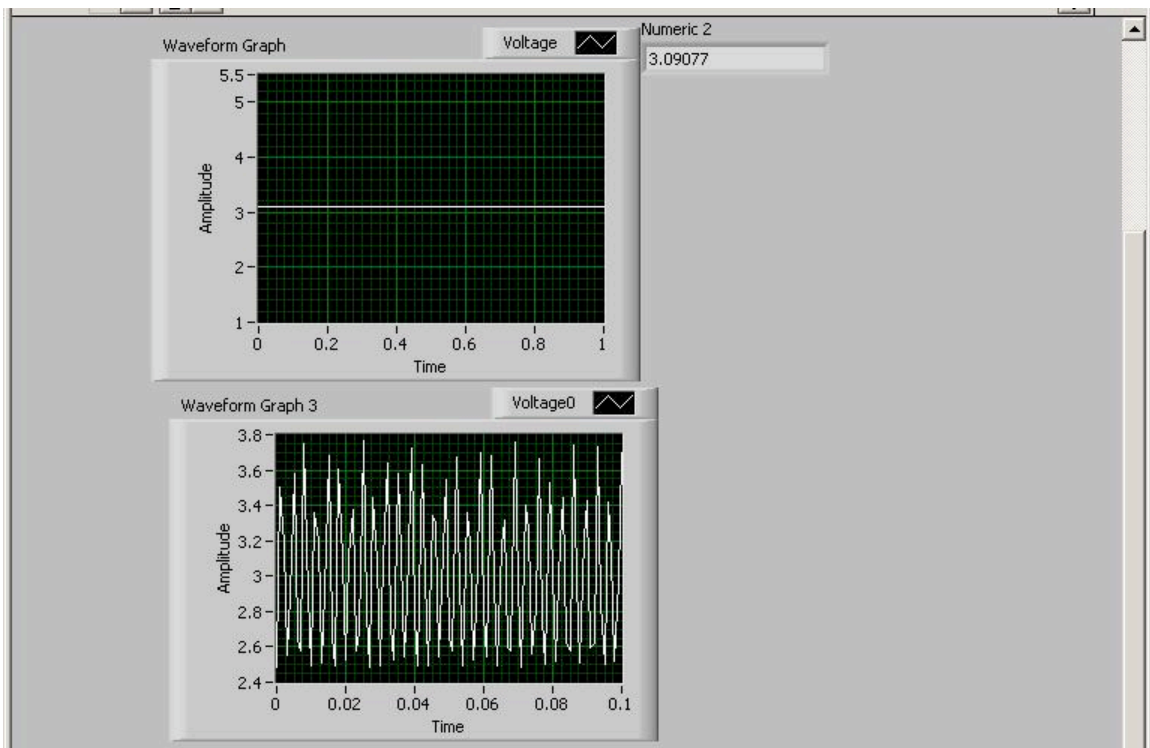 Waveform Graph
Voltage
Numeric 2
3.09077
5.5
5
4
3
2
1
Amplitude
0 0.2 0.4 0.6 0.8 1
Time
Waveform Graph 3
Voltage0
3.8
3.6
3.4
3.2
3
2.8
2.6
2.4
Amplitude
0 0.02 0.04 0.06 0.08 0.1
Time